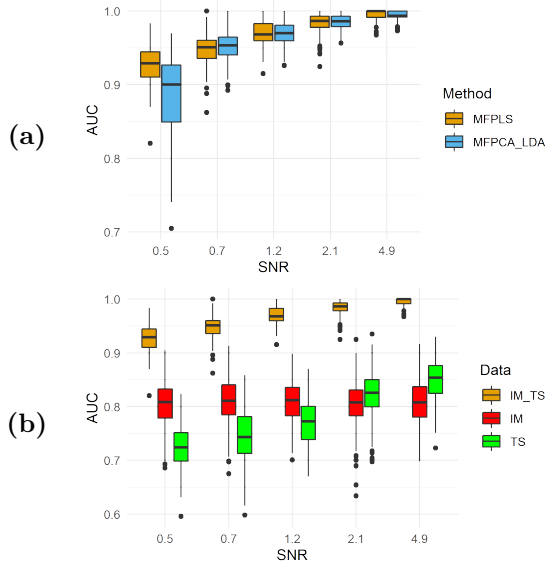 (a)
AUC
1.0
0.9
0.8
0.7
0.5 0.7 1.2 2.1 4.9
SNR
Method
MFPLS
MFPCA_LDA
(b)
AUC
1.0
0.9
0.8
0.7
0.6
0.5 0.7 1.2 2.1 4.9
SNR
Data
IM_TS
IM
TS